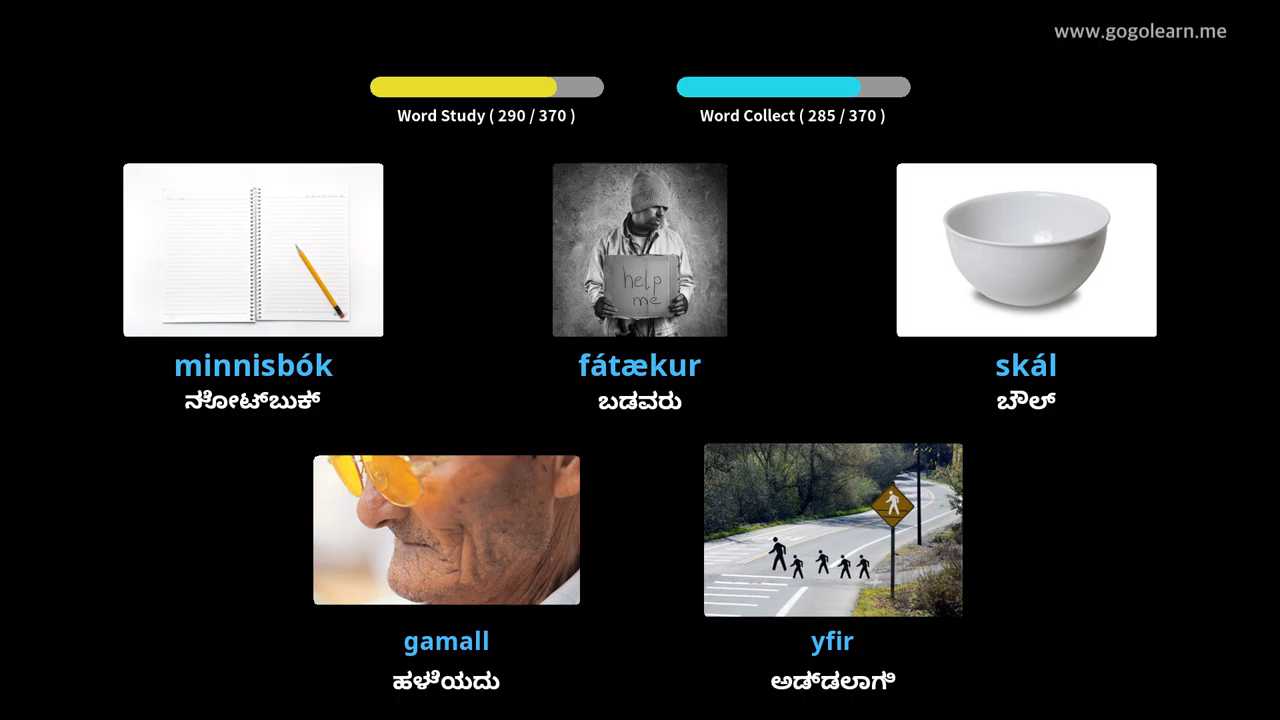 www.gogolearn.me
Word Study ( 290 / 370 )
Word Collect ( 285 / 370 )
help
me
minnisbók
ನೋಟ್‌ಬುಕ್
fátækur
ಬಡವರು
skál
ಬೌಲ್
gamall
ಹಳೆಯದು
yfir
ಅಡ್ಡಲಾಗಿ